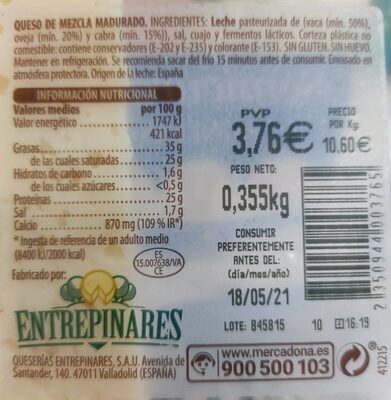 QUESO DE MEZCLA MADURADO. INGREDIENTES: Leche pasteurizada de (vaca (mín. 50%),
oveja (mín. 20%) y cabra (mín. 15%)), sal, cuajo y fermentos lácticos. Corteza plástica no
comestible: contiene conservadores (E-202 y E-235) y colorante (E-153). SIN GLUTEN. SIN HUEVO.
Mantener en refrigeración. Se recomienda sacar del frío 15 minutos antes de consumir. Envasado en
atmósfera protectora. Origen de la leche: España
INFORMACIÓN NUTRICIONAL
Valores medios por 100 g
Valor energético 1747 kJ
421 kcal
Grasas 35 g
de las cuales saturadas 25 g
Hidratos de carbono 1,6 g
de los cuales azúcares <0,5 g
Proteínas 25 g
Sal 1,7 g
Calcio 870 mg (109 % IR*)
* Ingesta de referencia de un adulto medio
(8400 kJ/2000 kcal)
Fabricado por:
ES
15.007638/VA
CE
ENTREPINARES
QUESERÍAS ENTREPINARES, S.A.U. Avenida de
Santander, 140. 47011 Valladolid (ESPAÑA)
PVP
3,76€
PRECIO
POR Kg:
10.60€
PESO NETO:
0,355kg
CONSUMIR
PREFERENTEMENTE
ANTES DEL:
(día/mes/año)
18/05/21
LOTE: B45815 10 16:19
www.mercadona.es
900 500 103
2350944003765
412215